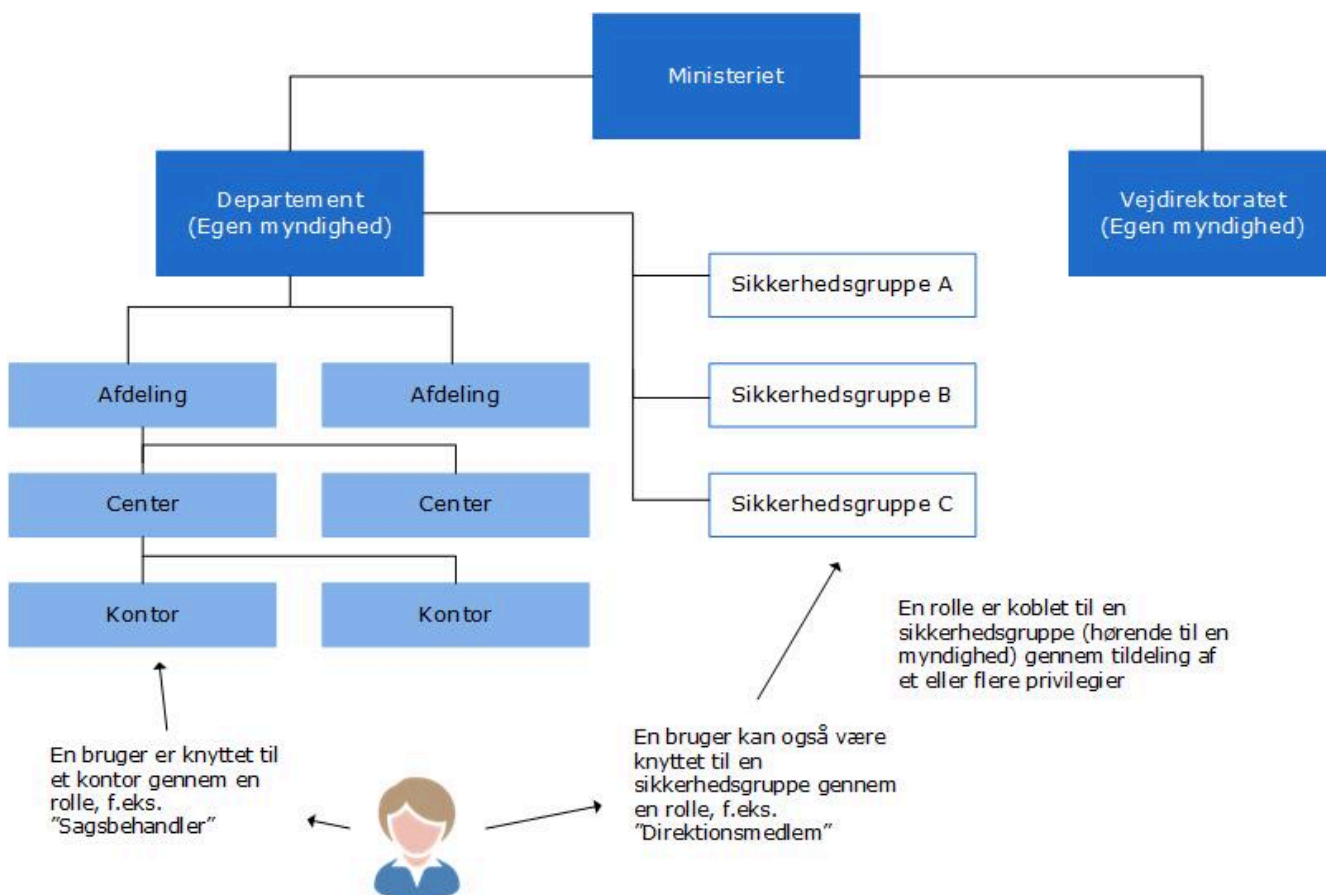 Ministeriet
Departement
(Egen myndighed)
Vejdirektoratet
(Egen myndighed)
Sikkerhedsgruppe A
Afdeling
Afdeling
Sikkerhedsgruppe B
Center
Center
Sikkerhedsgruppe C
Kontor
Kontor
En rolle er koblet til en
sikkerhedsgruppe (hørende til en
myndighed) gennem tildeling af
et eller flere privilegier
En bruger er knyttet til
et kontor gennem en
rolle, f.eks.
”Sagsbehandler”
En bruger kan også være
knyttet til en
sikkerhedsgruppe gennem
en rolle, f.eks.
”Direktionsmedlem”